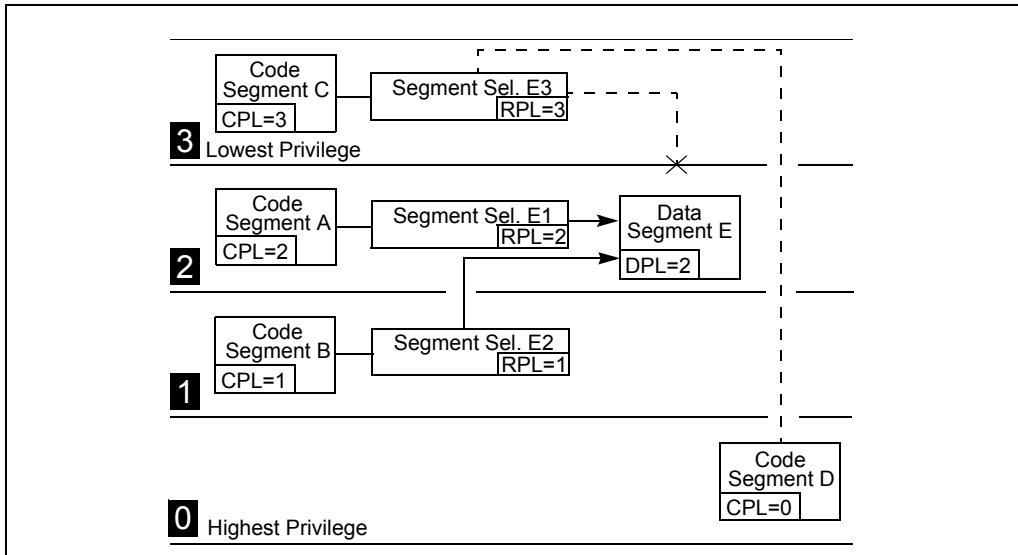 Code
Segment C
CPL=3
Segment Sel. E3
RPL=3
3
Lowest Privilege
Code
Segment A
CPL=2
Segment Sel. E1
RPL=2
Data
Segment E
DPL=2
2
Code
Segment B
CPL=1
Segment Sel. E2
RPL=1
1
Code
Segment D
CPL=0
0
Highest Privilege